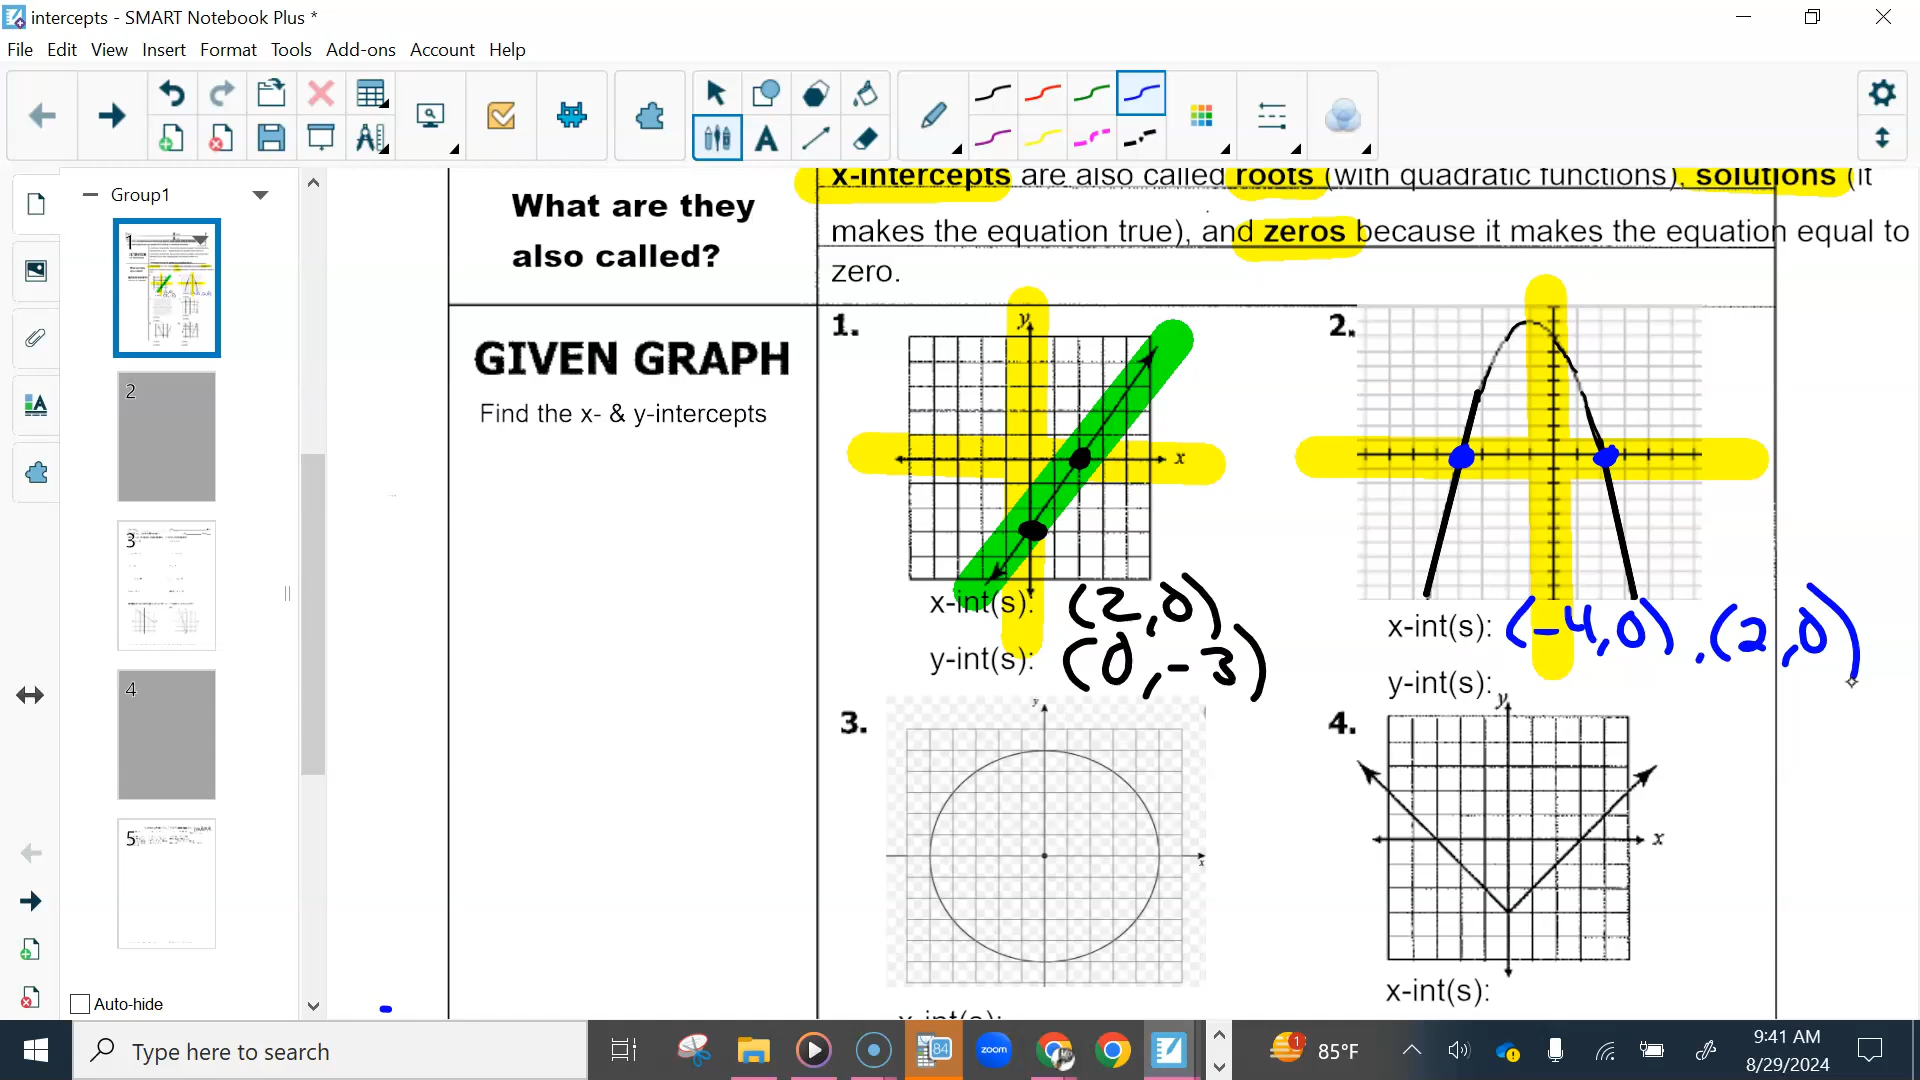 intercepts - SMART Notebook Plus *
File Edit View Insert Format Tools Add-ons Account Help
Group1
1
2
3
4
5
Auto-hide
What are they
also called?
x-intercepts are also called roots (with quadratic functions), solutions (it
makes the equation true), and zeros because it makes the equation equal to
zero.
GIVEN GRAPH
Find the x- & y-intercepts
1.
y
x
x-int(s): (2,0)
y-int(s): (0,-3)
2.
x-int(s): (-4,0),(2,0)
y-int(s):
3.
y
x
x-int(s):
4.
y
x
x-int(s):
Type here to search
84
zoom
1
85°F
9:41 AM
8/29/2024